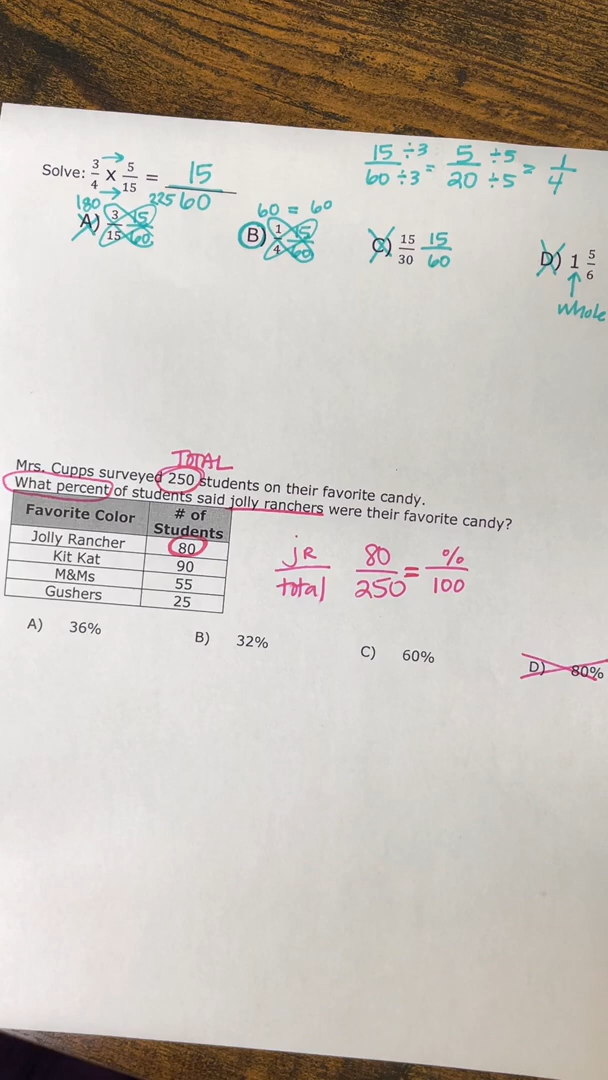 15 ÷3 = 5 ÷5 = 1
60 ÷3 20 ÷5 4
Solve: 3/4 x 5/15 = 15/60
180 225
A) 3/15 15/60
60 = 60
B) 1/4 15/60
C) 15/30 15/60
D) 1 5/6
whole
TOTAL
Mrs. Cupps surveyed 250 students on their favorite candy.
What percent of students said jolly ranchers were their favorite candy?
Favorite Color # of Students
Jolly Rancher 80
Kit Kat 90
M&Ms 55
Gushers 25
jR/total 80/250 = %/100
A) 36%
B) 32%
C) 60%
D) 80%